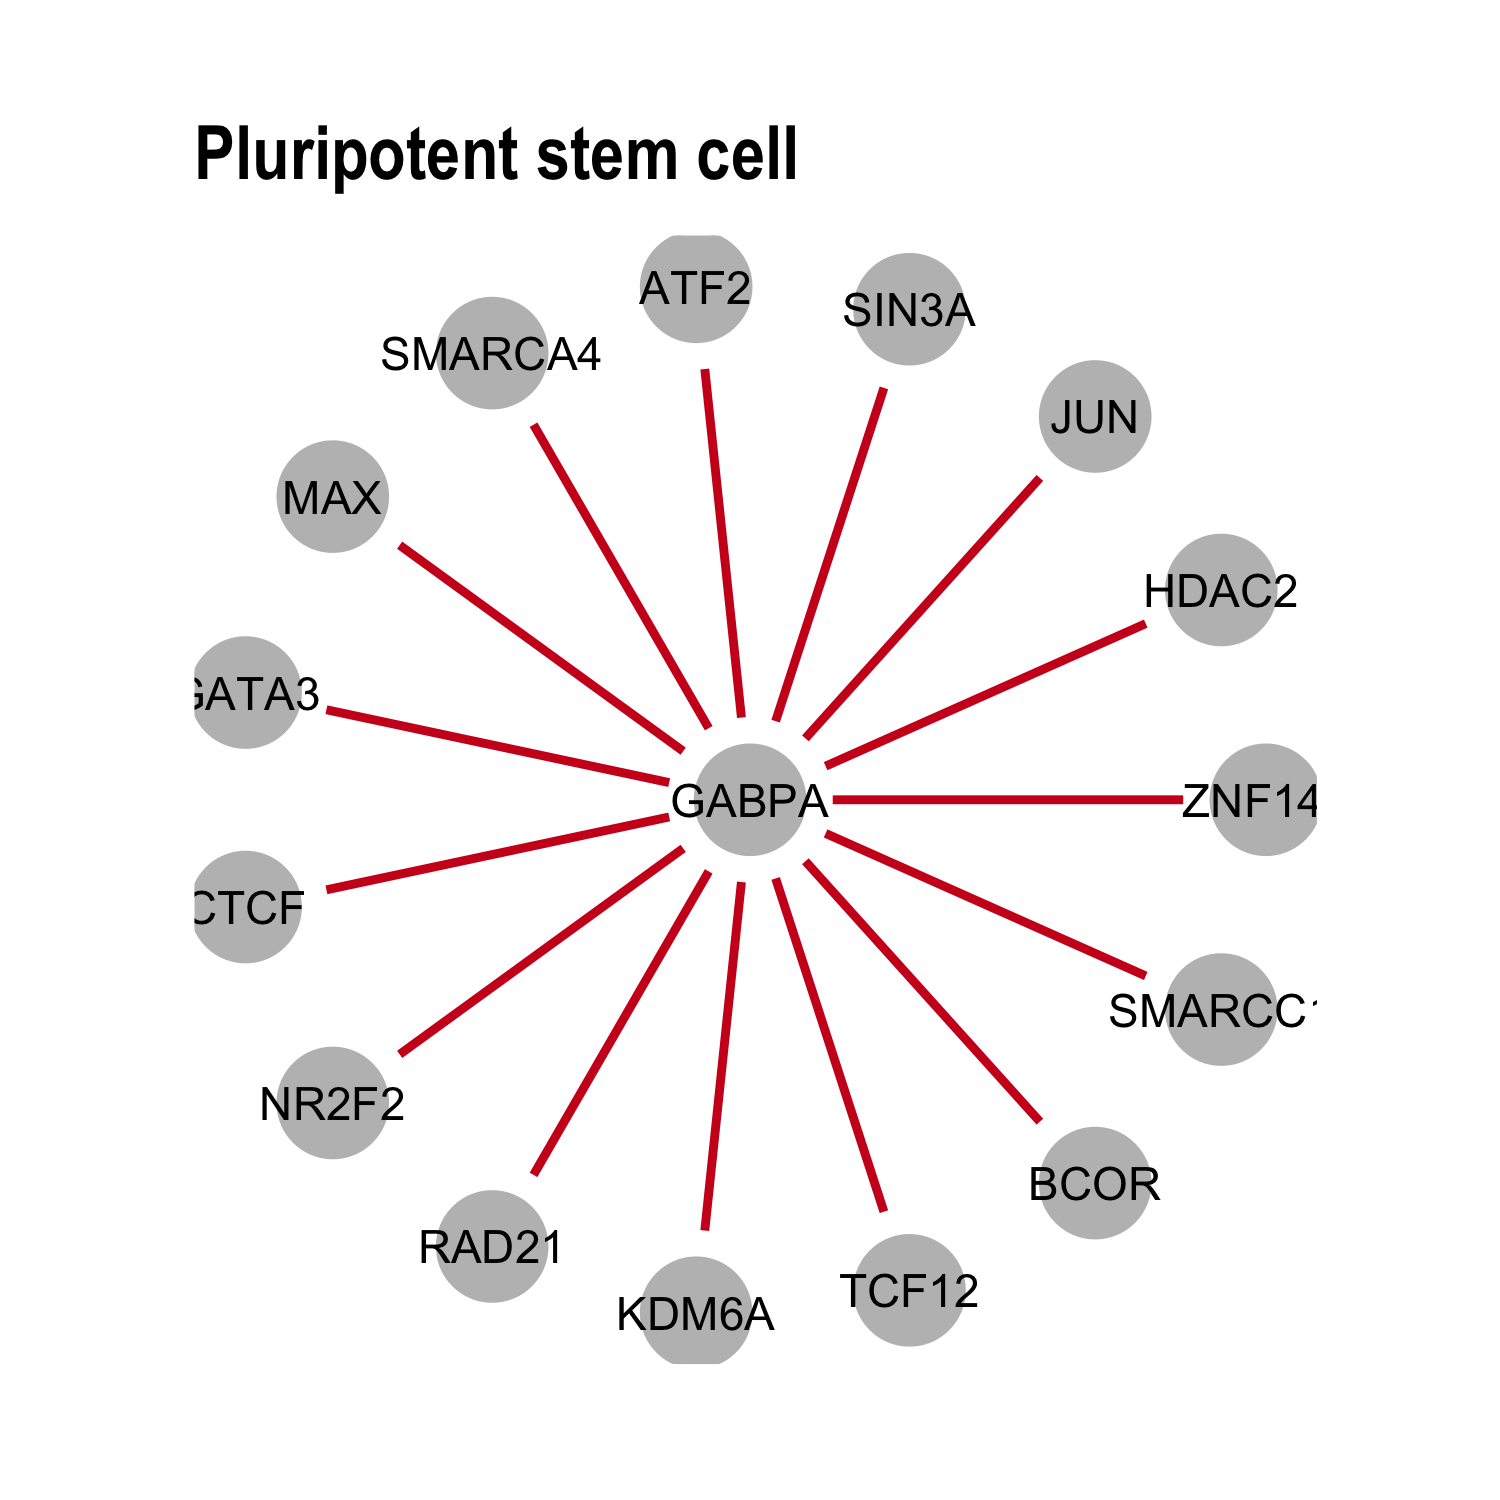 Pluripotent stem cell
ATF2
SIN3A
SMARCA4
JUN
MAX
HDAC2
GATA3
GABPA
ZNF14
CTCF
SMARCC1
NR2F2
BCOR
RAD21
TCF12
KDM6A